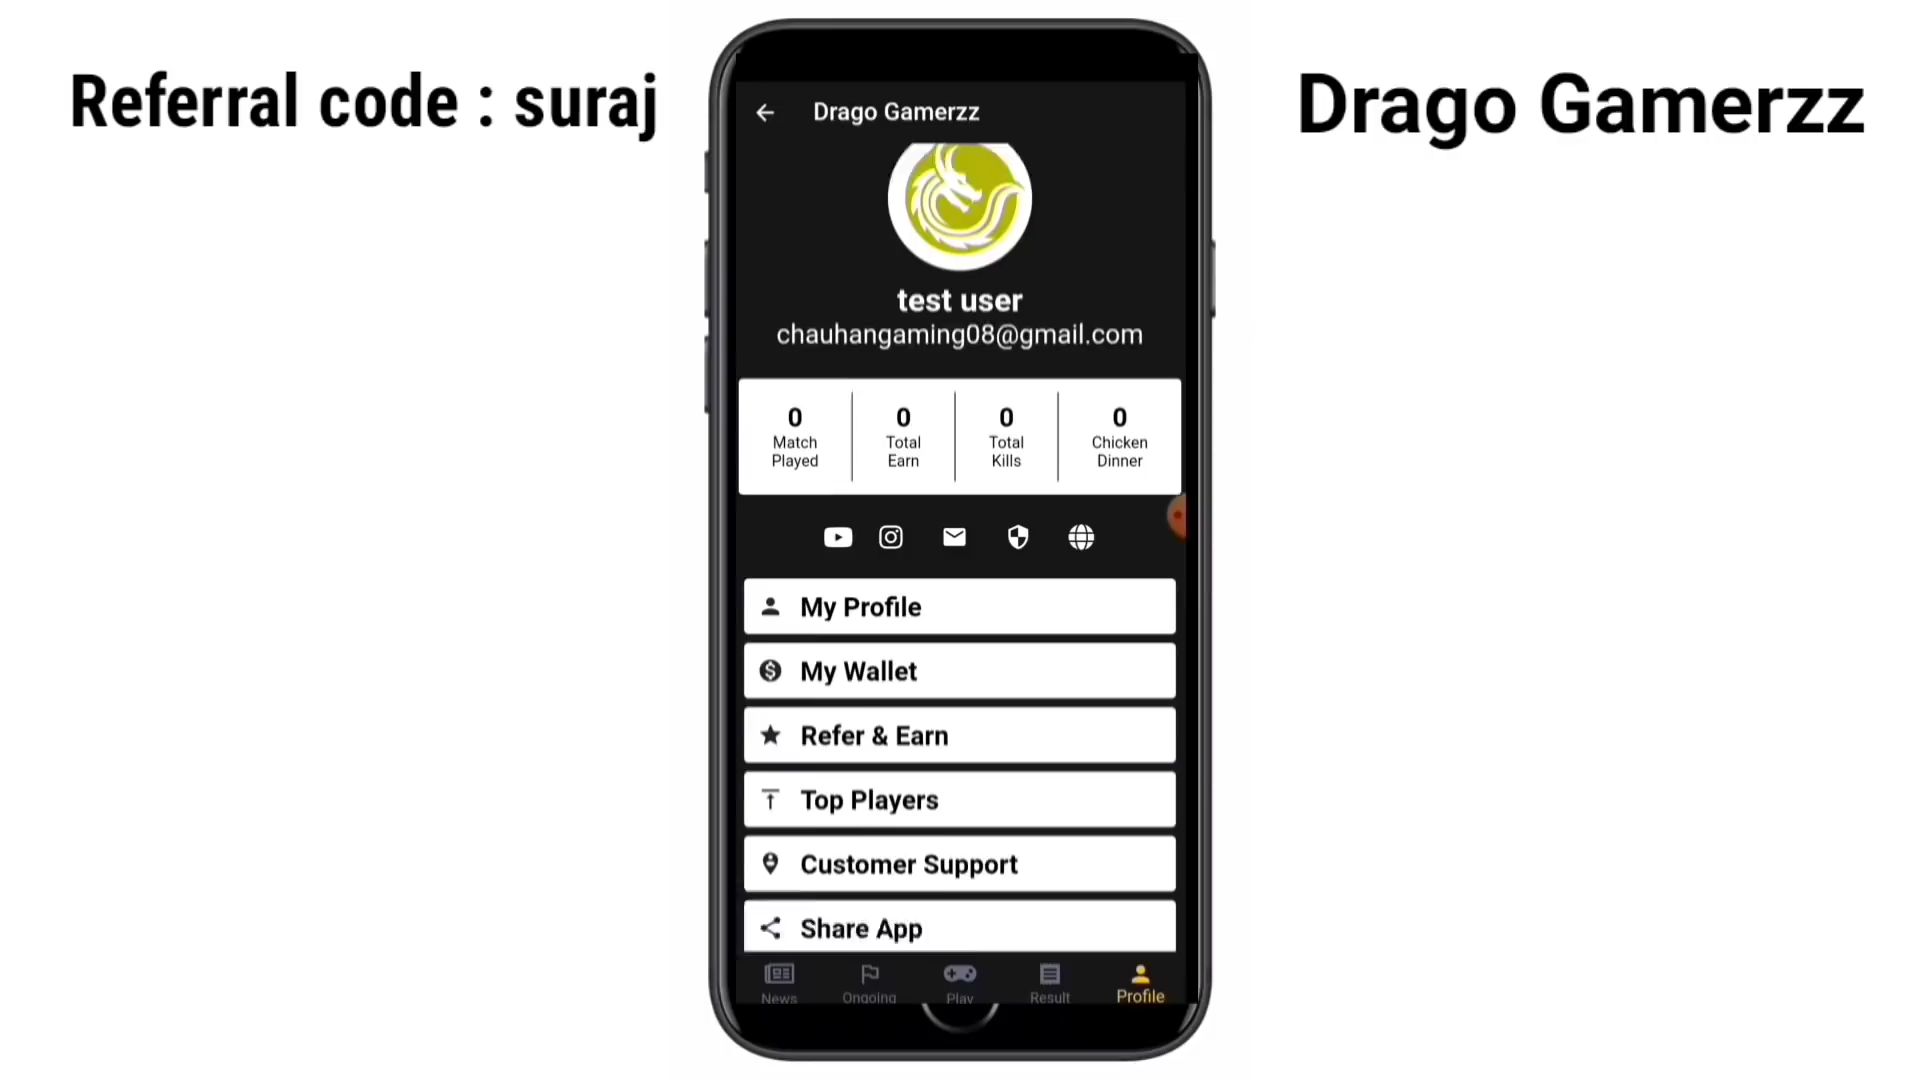 Referral code : suraj
Drago Gamerzz
Drago Gamerzz
test user
chauhangaming08@gmail.com
0
Match
Played
0
Total
Earn
0
Total
Kills
0
Chicken
Dinner
My Profile
My Wallet
Refer & Earn
Top Players
Customer Support
Share App
News
Ongoing
Play
Result
Profile